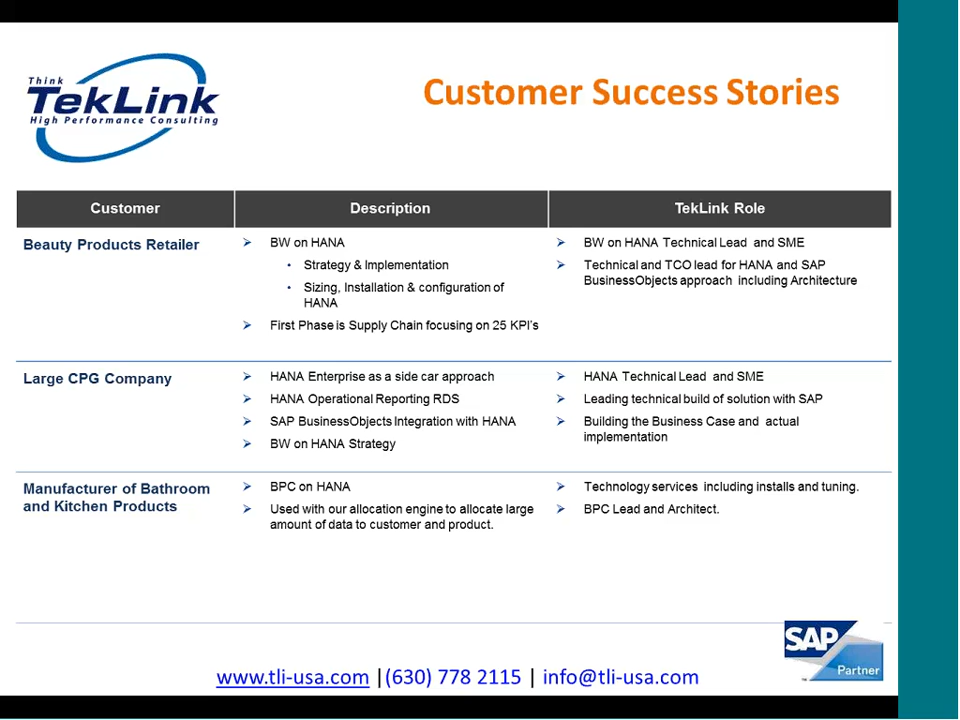 Think
TekLink
High Performance Consulting
Customer Success Stories
Customer Description TekLink Role
Beauty Products Retailer
➢ BW on HANA
• Strategy & Implementation
• Sizing, Installation & configuration of
HANA
➢ First Phase is Supply Chain focusing on 25 KPI's
➢ BW on HANA Technical Lead and SME
➢ Technical and TCO lead for HANA and SAP
BusinessObjects approach including Architecture
Large CPG Company
➢ HANA Enterprise as a side car approach
➢ HANA Operational Reporting RDS
➢ SAP BusinessObjects Integration with HANA
➢ BW on HANA Strategy
➢ HANA Technical Lead and SME
➢ Leading technical build of solution with SAP
➢ Building the Business Case and actual
implementation
Manufacturer of Bathroom
and Kitchen Products
➢ BPC on HANA
➢ Used with our allocation engine to allocate large
amount of data to customer and product.
➢ Technology services including installs and tuning.
➢ BPC Lead and Architect.
SAP
Partner
www.tli-usa.com |(630) 778 2115 | info@tli-usa.com